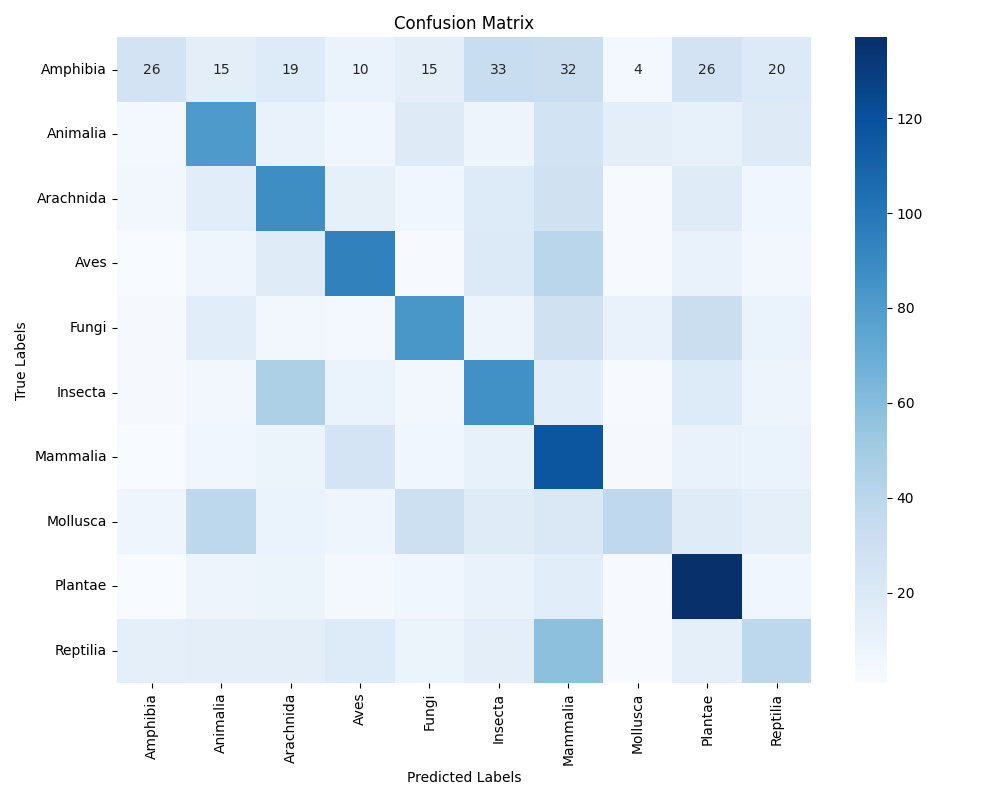 Confusion Matrix
Amphibia 26 15 19 10 15 33 32 4 26 20
Animalia
Arachnida
Aves
Fungi
Insecta
Mammalia
Mollusca
Plantae
Reptilia
True Labels
Amphibia Animalia Arachnida Aves Fungi Insecta Mammalia Mollusca Plantae Reptilia
Predicted Labels
120
100
80
60
40
20